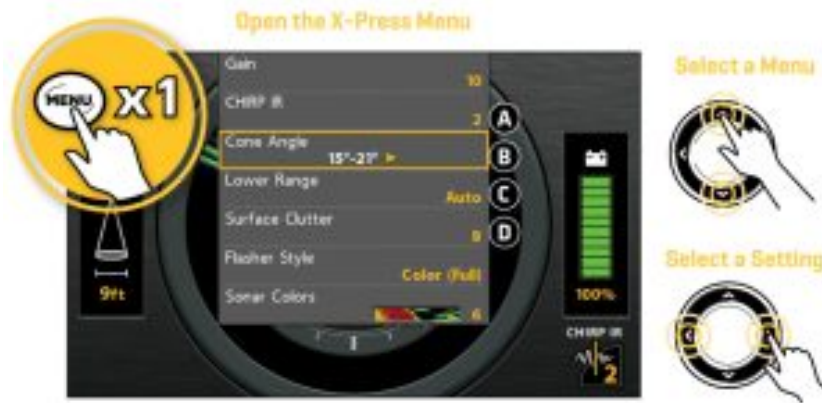 Open the X-Press Menu
MENU x1
Gain
10
CHIRP IR
2
A
Cone Angle
15°-21°
B
Lower Range
Auto
C
Surface Clutter
8
D
Flasher Style
Color (Full)
Sonar Colors
6
9ft
100%
CHIRP IR
2
Select a Menu
Select a Setting